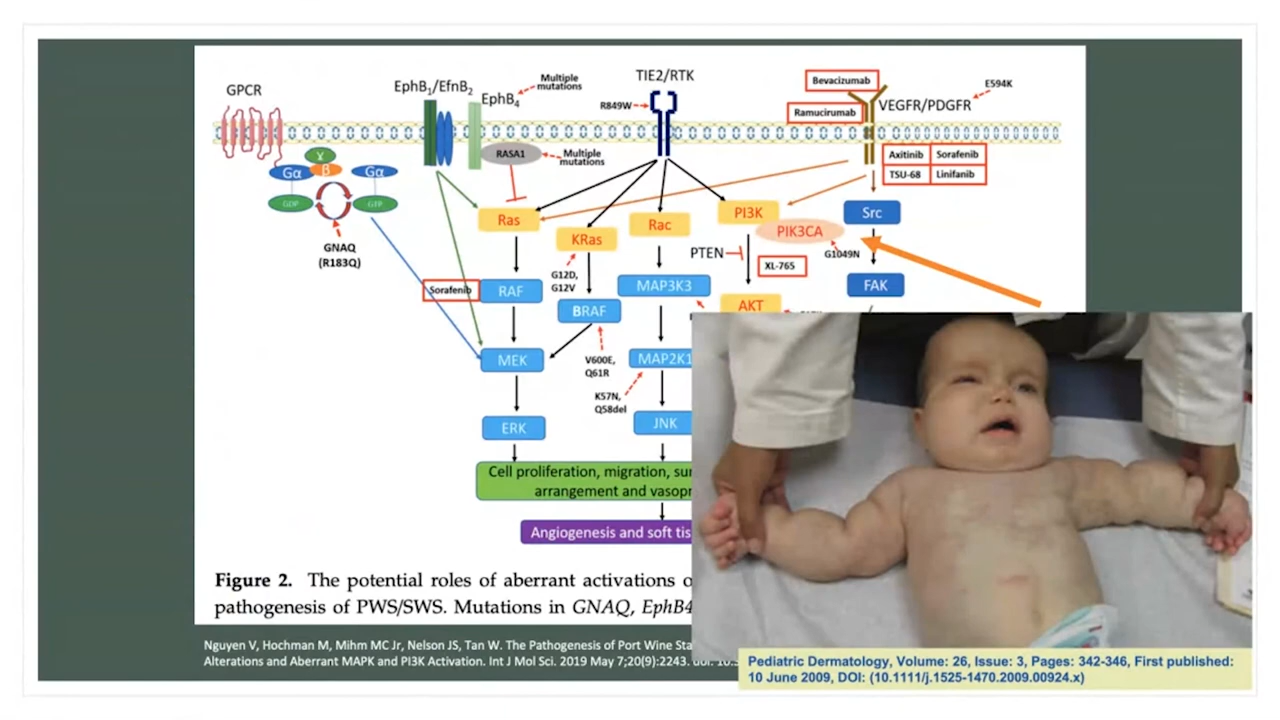 GPCR
EphB1/EfnB2
EphB4
Multiple
mutations
TIE2/RTK
R849W
Bevacizumab
Ramucirumab
VEGFR/PDGFR
E594K
RASA1
Multiple
mutations
Axitinib
Sorafenib
TSU-68
Linifanib
γ
Gα
β
Gα
GDP
GTP
GNAQ
(R183Q)
Ras
KRas
Rac
PI3K
PIK3CA
Src
G12D,
G12V
PTEN
XL-765
G1049N
Sorafenib
RAF
BRAF
MAP3K3
AKT
FAK
V600E,
Q61R
MEK
MAP2K1
K57N,
Q58del
ERK
JNK
Cell proliferation, migration, sur
arrangement and vasopr
Angiogenesis and soft tis
Figure 2. The potential roles of aberrant activations o
pathogenesis of PWS/SWS. Mutations in GNAQ, EphB4
Nguyen V, Hochman M, Mihm MC Jr, Nelson JS, Tan W. The Pathogenesis of Port Wine Sta
Alterations and Aberrant MAPK and PI3K Activation. Int J Mol Sci. 2019 May 7;20(9):2243. doi: 10.3
Pediatric Dermatology, Volume: 26, Issue: 3, Pages: 342-346, First published:
10 June 2009, DOI: (10.1111/j.1525-1470.2009.00924.x)